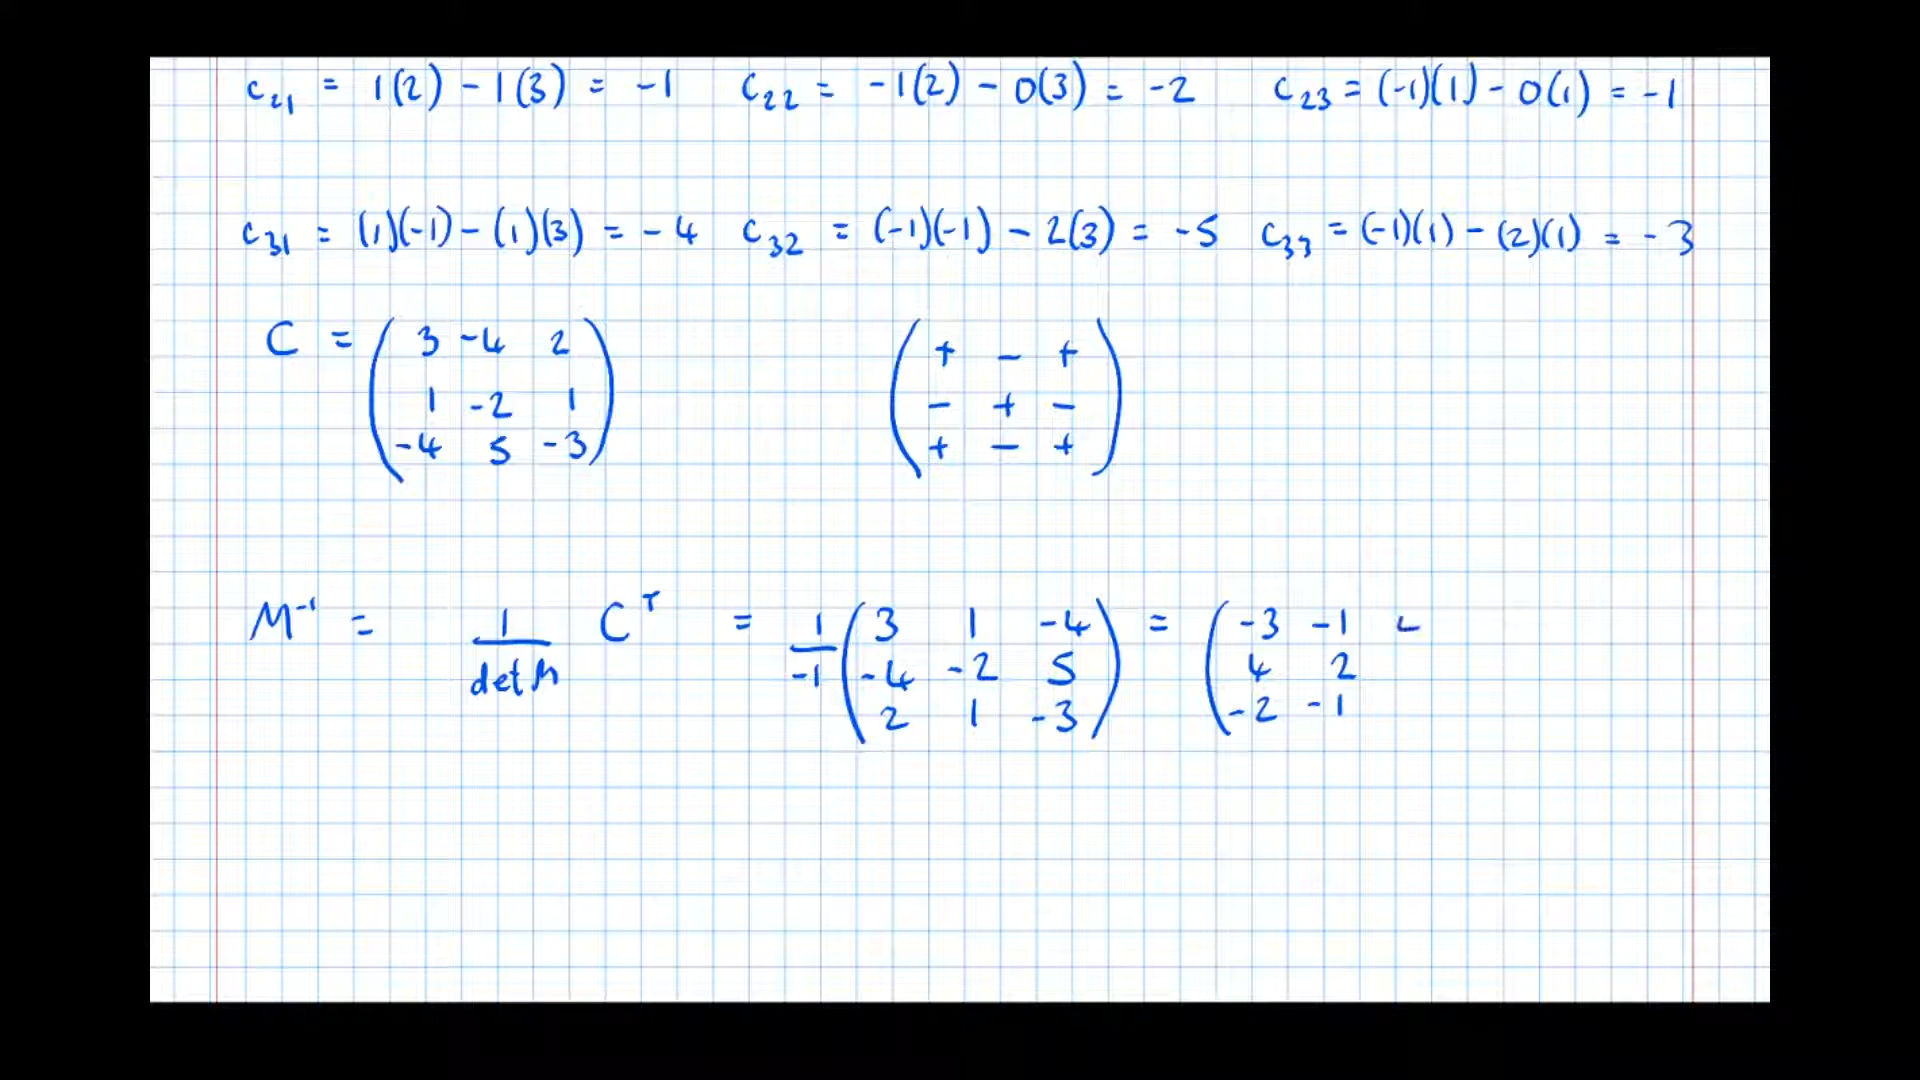 c₂₁ = 1(2) - 1(3) = -1 c₂₂ = -1(2) - 0(3) = -2 c₂₃ = (-1)(1) - 0(1) = -1
c₃₁ = (1)(-1) - (1)(3) = -4 c₃₂ = (-1)(-1) - 2(3) = -5 c₃₃ = (-1)(1) - (2)(1) = -3
C = ( 3 -4 2 ) ( + - + )
1 -2 1 - + -
-4 5 -3 + - +
M⁻¹ = 1 Cᵀ = 1 ( 3 1 -4 ) = ( -3 -1
det M -1 -4 -2 5 4 2
2 1 -3 -2 -1